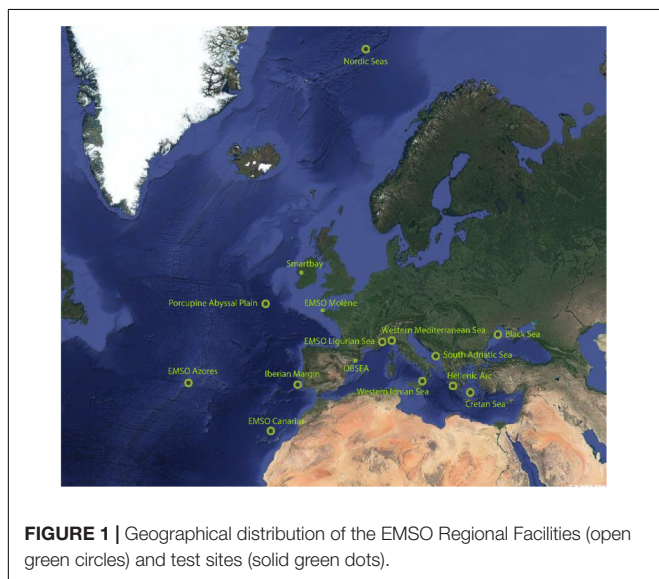 Nordic Seas
Smartbay
Porcupine Abyssal Plain
EMSO Molène
Western Mediterranean Sea
Black Sea
EMSO Ligurian Sea
South Adriatic Sea
OBSEA
EMSO Azores
Iberian Margin
Hellenic Arc
Western Ionian Sea
Cretan Sea
EMSO Canarias
FIGURE 1 | Geographical distribution of the EMSO Regional Facilities (open
green circles) and test sites (solid green dots).